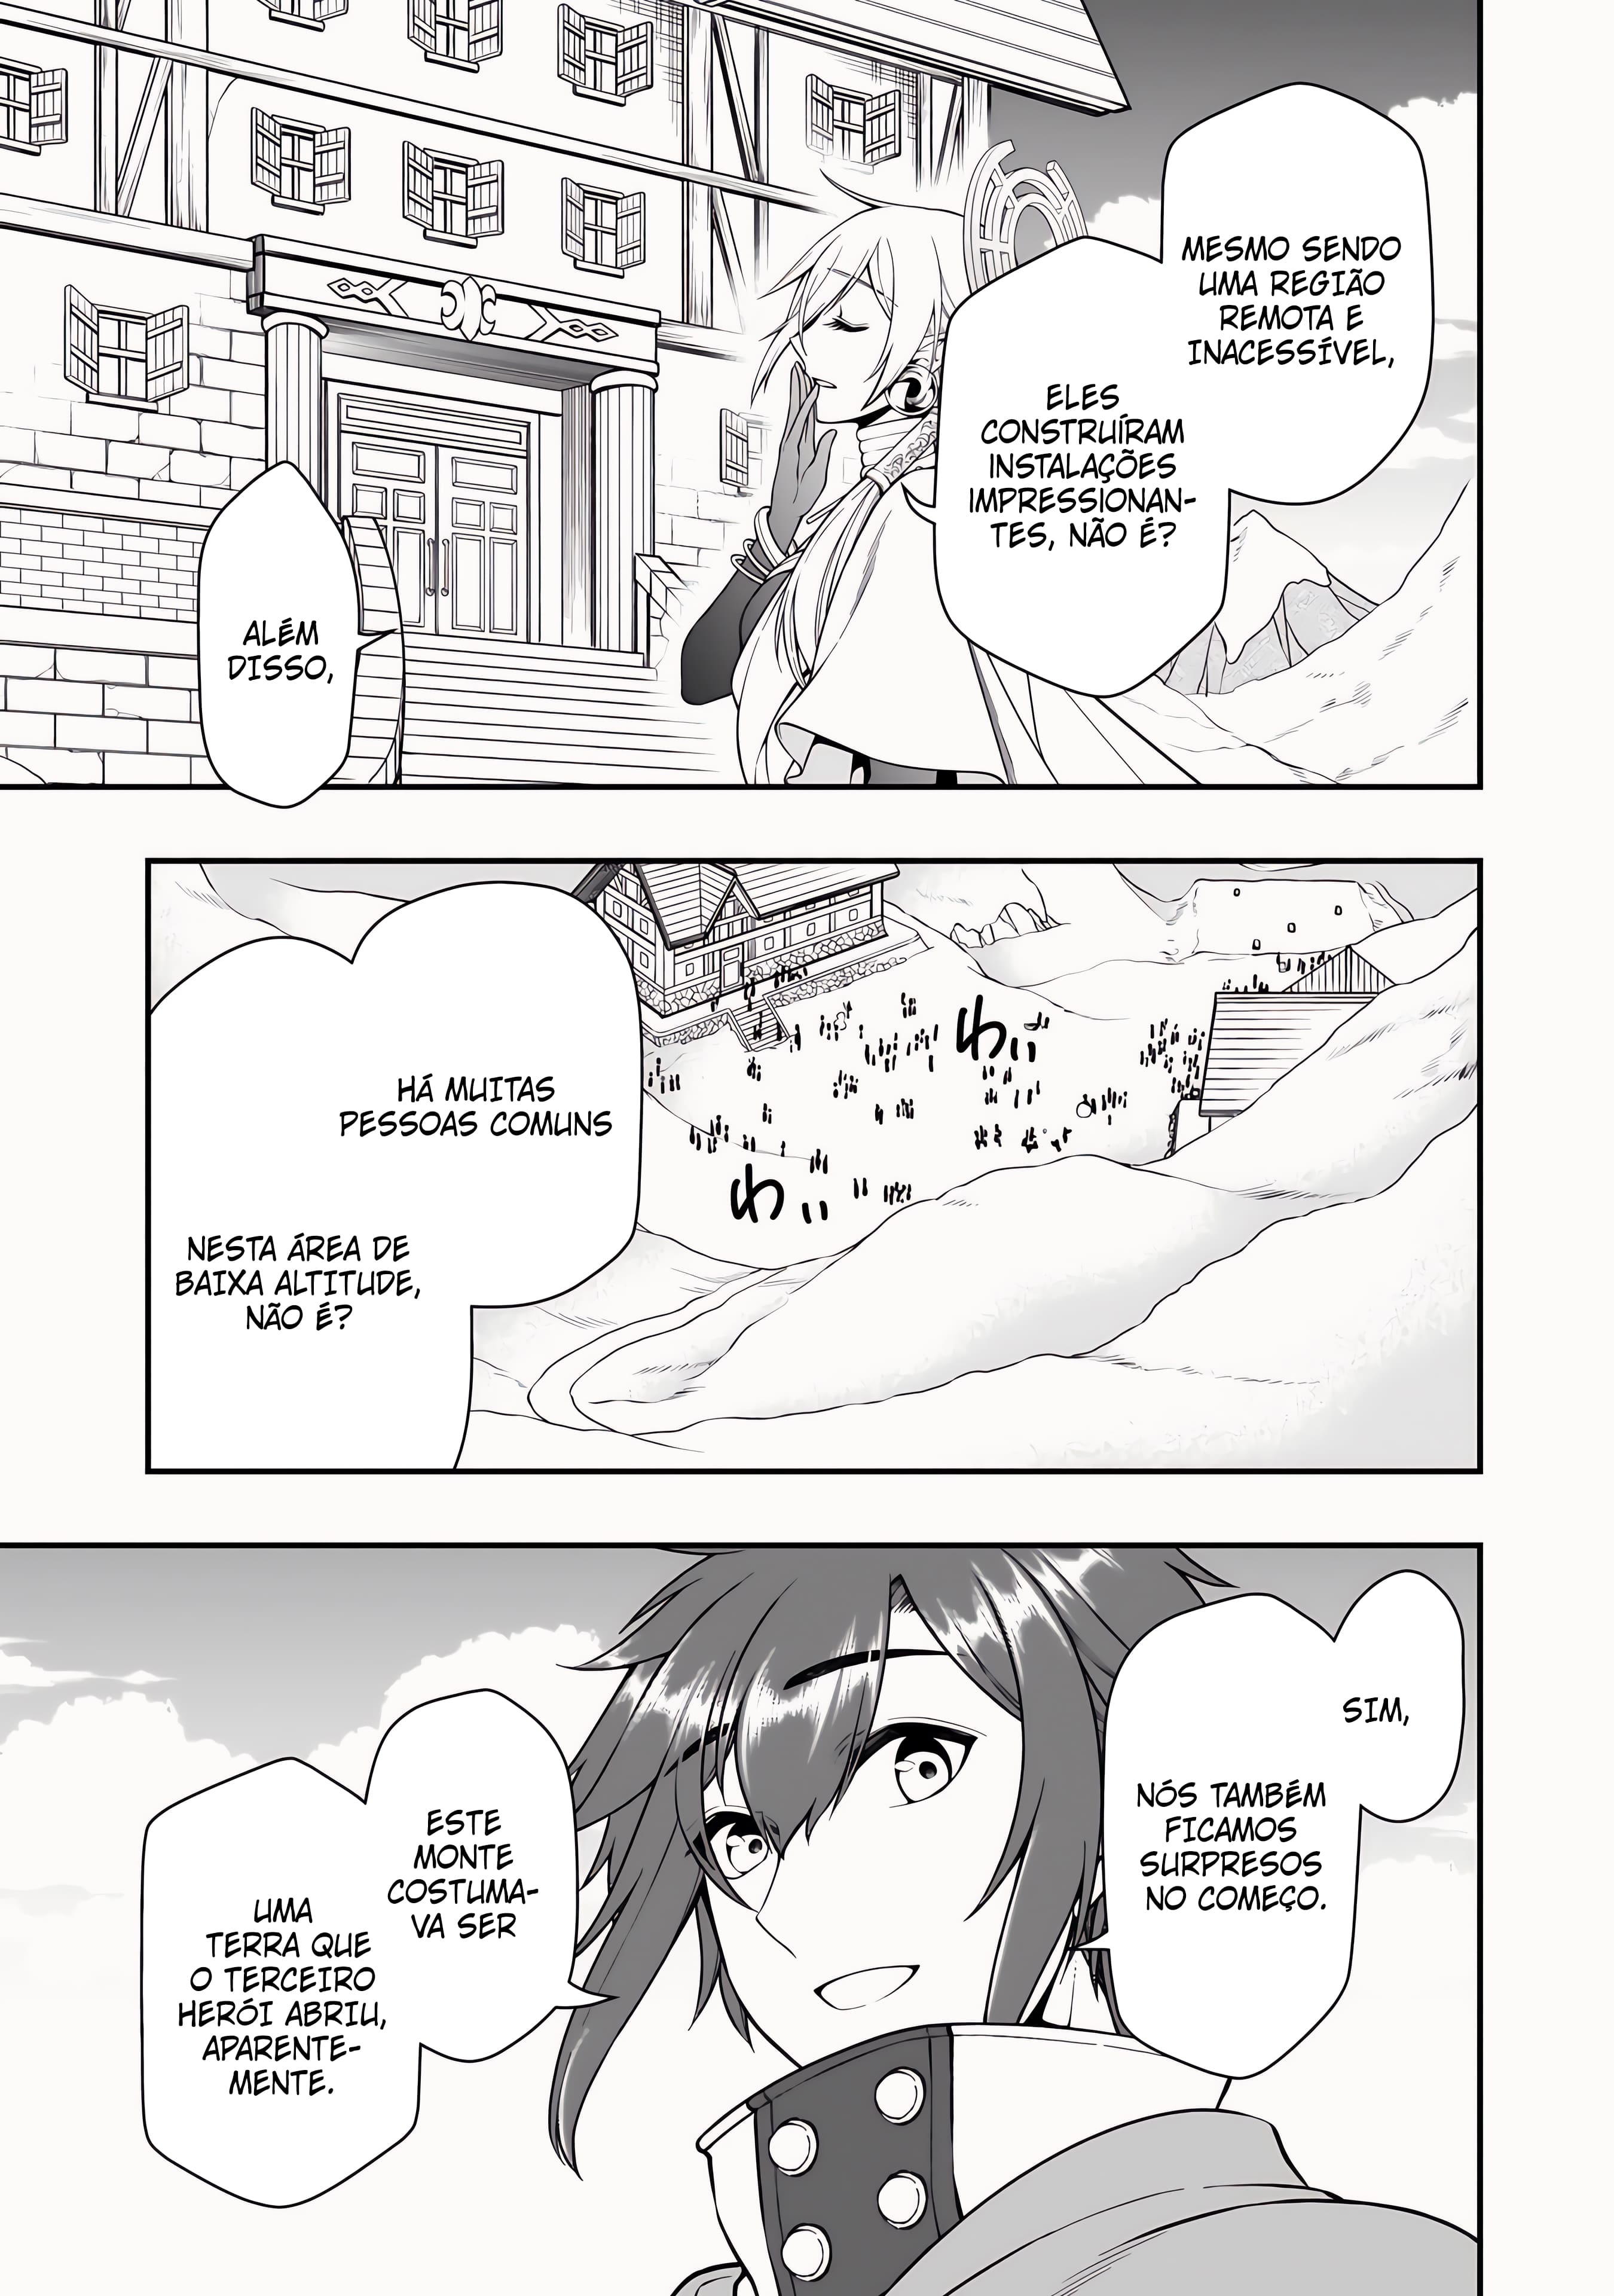 MESMO SENDO
UMA REGIÃO
REMOTA E
INACESSÍVEL,
ELES
CONSTRUÍRAM
INSTALAÇÕES
IMPRESSIONAN-
TES, NÃO É?
ALÉM
DISSO,
わい
わい
HÁ MUITAS
PESSOAS COMUNS
NESTA ÁREA DE
BAIXA ALTITUDE,
NÃO É?
SIM,
NÓS TAMBÉM
FICAMOS
SURPRESOS
NO COMEÇO.
ESTE
MONTE
COSTUMA-
VA SER
UMA
TERRA QUE
O TERCEIRO
HERÓI ABRIU,
APARENTE-
MENTE.